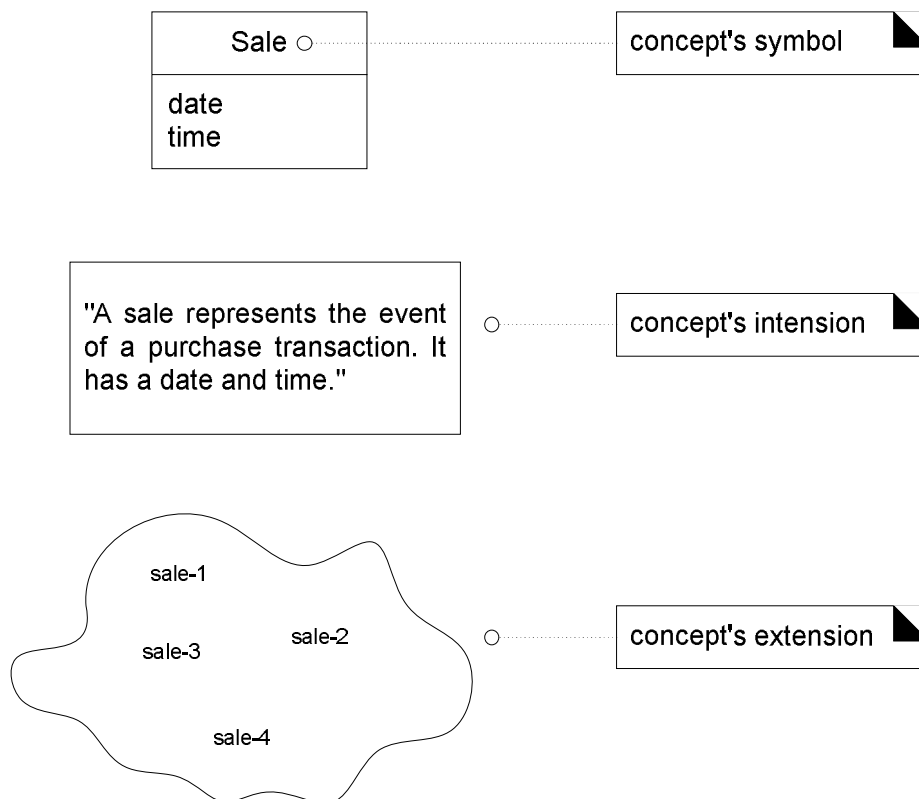 Sale
concept's symbol
date
time
"A sale represents the event
of a purchase transaction. It
has a date and time."
concept's intension
sale-1
sale-2
sale-3
concept's extension
sale-4